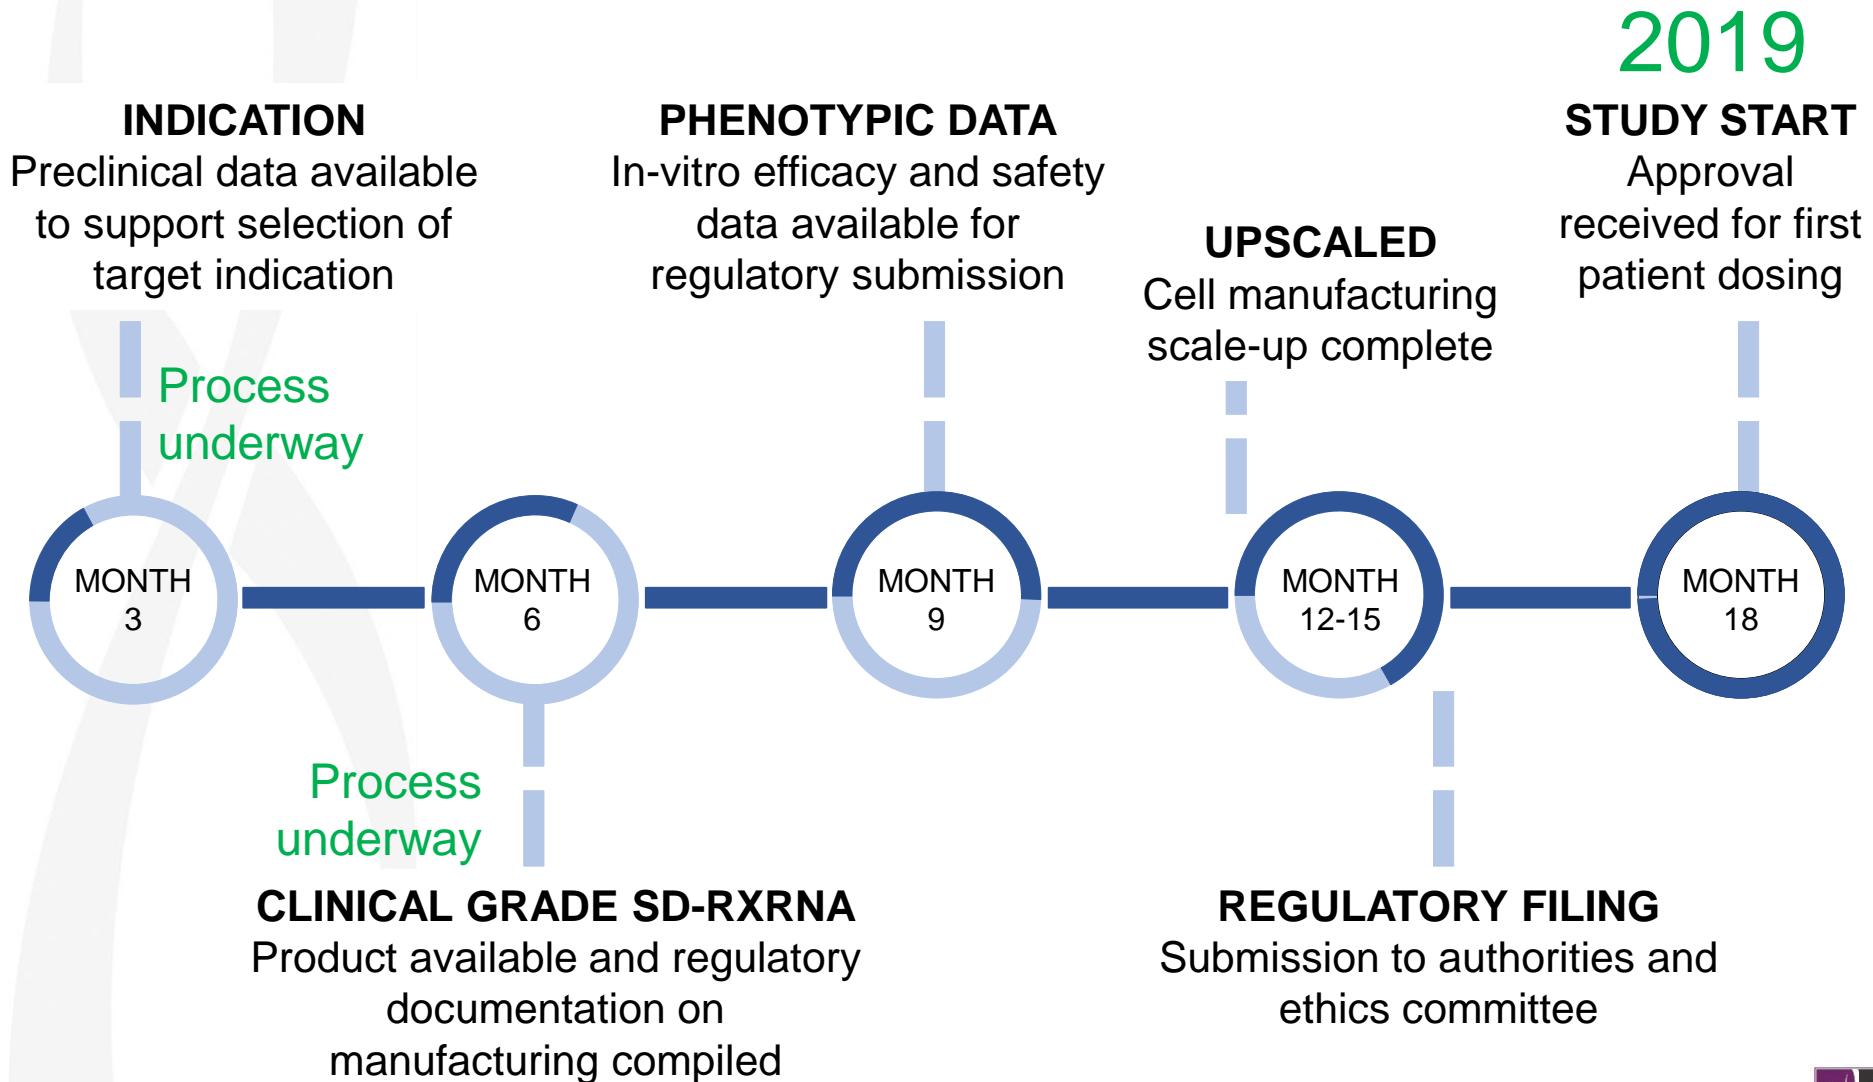 2019
INDICATION
Preclinical data available
to support selection of
target indication
PHENOTYPIC DATA
In-vitro efficacy and safety
data available for
regulatory submission
UPSCALED
Cell manufacturing
scale-up complete
STUDY START
Approval
received for first
patient dosing
Process
underway
MONTH
3
MONTH
6
MONTH
9
MONTH
12-15
MONTH
18
Process
underway
CLINICAL GRADE SD-RXRNA
Product available and regulatory
documentation on
manufacturing compiled
REGULATORY FILING
Submission to authorities and
ethics committee